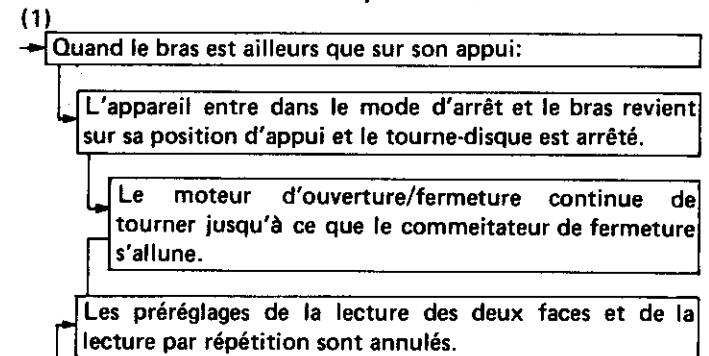 (1)
Quand le bras est ailleurs que sur son appui:
L'appareil entre dans le mode d'arrêt et le bras revient
sur sa position d'appui et le tourne-disque est arrêté.
Le moteur d'ouverture/fermeture continue de
tourner jusqu'à ce que le commeitateur de fermeture
s'allune.
Les préréglages de la lecture des deux faces et de la
lecture par répétition sont annulés.